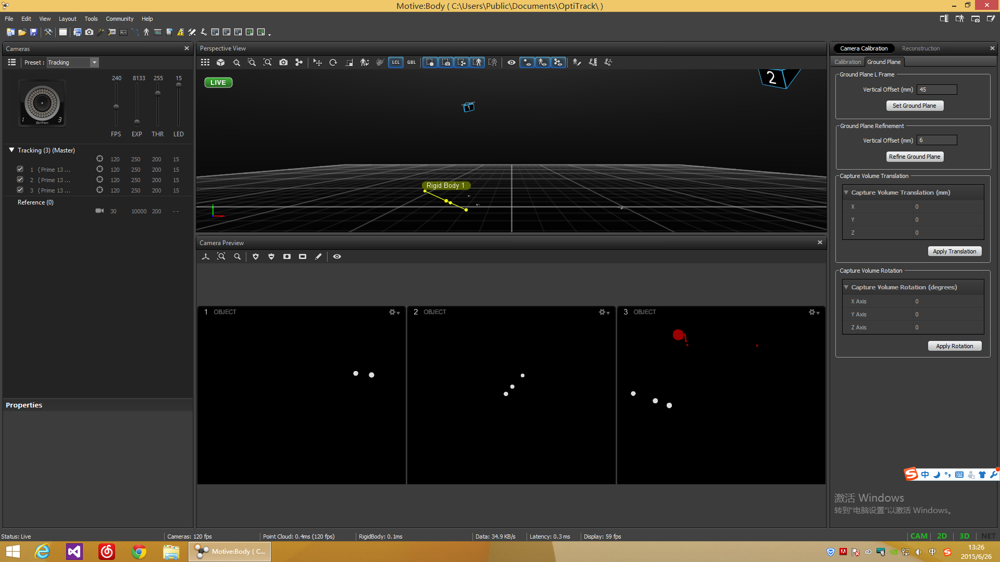 Motive:Body ( C:\Users\Public\Documents\OptiTrack\ )
File Edit View Layout Tools Community Help
Cameras
Preset : Tracking
240 8133 255 15
1 OptiTrack 3
FPS EXP THR LED
Tracking (3) (Master)
120 250 200 15
1 (Prime 13 ... 120 250 200 15
2 (Prime 13 ... 120 250 200 15
3 (Prime 13 ... 120 250 200 15
Reference (0)
30 10000 200 - -
Properties
Perspective View
LCL GBL
LIVE
2
1
Rigid Body 1
Camera Preview
1 OBJECT
2 OBJECT
3 OBJECT
Camera Calibration Reconstruction
Calibration Ground Plane
Ground Plane L Frame
Vertical Offset (mm) 45
Set Ground Plane
Ground Plane Refinement
Vertical Offset (mm) 6
Refine Ground Plane
Capture Volume Translation
Capture Volume Translation (mm)
X 0
Y 0
Z 0
Apply Translation
Capture Volume Rotation
Capture Volume Rotation (degrees)
X Axis 0
Y Axis 0
Z Axis 0
Apply Rotation
S 中
激活 Windows
转到"电脑设置"以激活 Windows。
Status: Live Cameras: 120 fps Point Cloud: 0.4ms (120 fps) RigidBody: 0.1ms Data: 34.9 KB/s Latency: 0.3 ms Display: 59 fps CAM 2D 3D NET
Motive:Body ( C...
中 S
13:26
2015/6/26